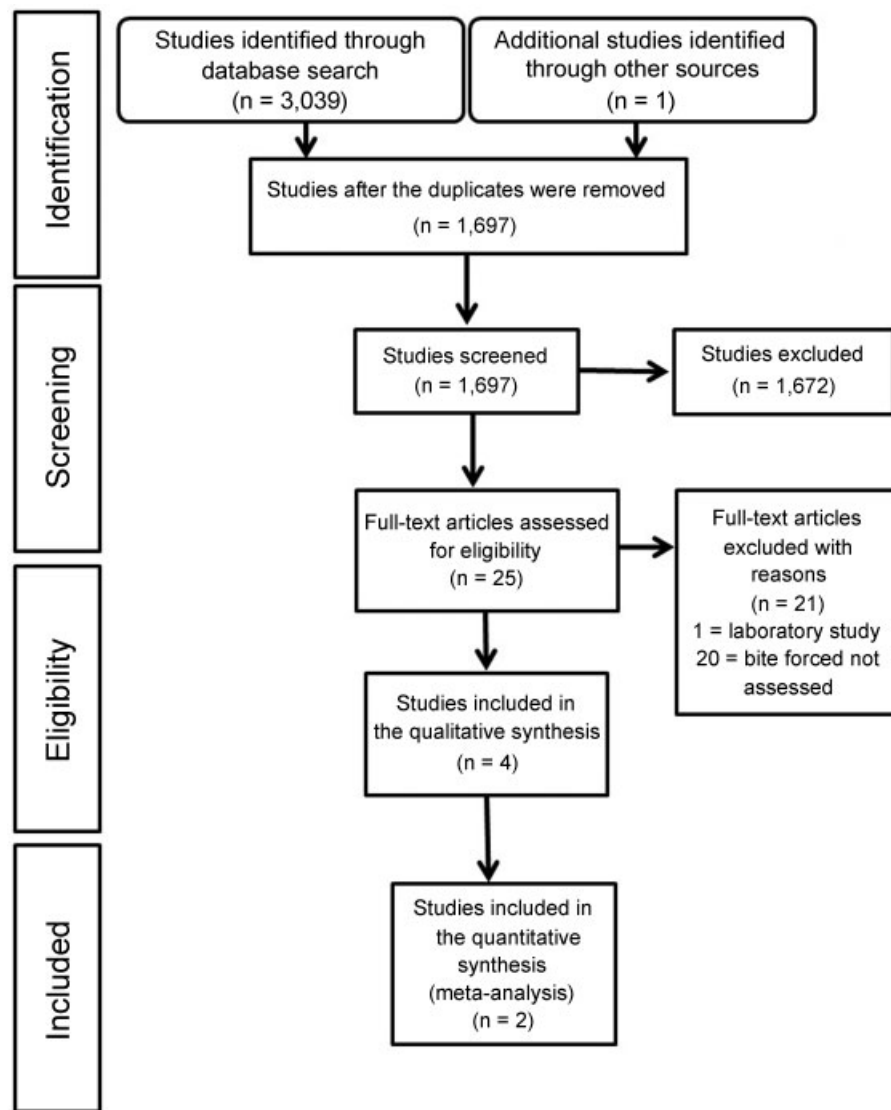 Identification
Studies identified through
database search
(n = 3,039)
Additional studies identified
through other sources
(n = 1)
Studies after the duplicates were removed
(n = 1,697)
Screening
Studies screened
(n = 1,697)
Studies excluded
(n = 1,672)
Full-text articles assessed
for eligibility
(n = 25)
Full-text articles
excluded with
reasons
(n = 21)
1 = laboratory study
20 = bite forced not
assessed
Eligibility
Studies included in
the qualitative synthesis
(n = 4)
Included
Studies included in
the quantitative
synthesis
(meta-analysis)
(n = 2)